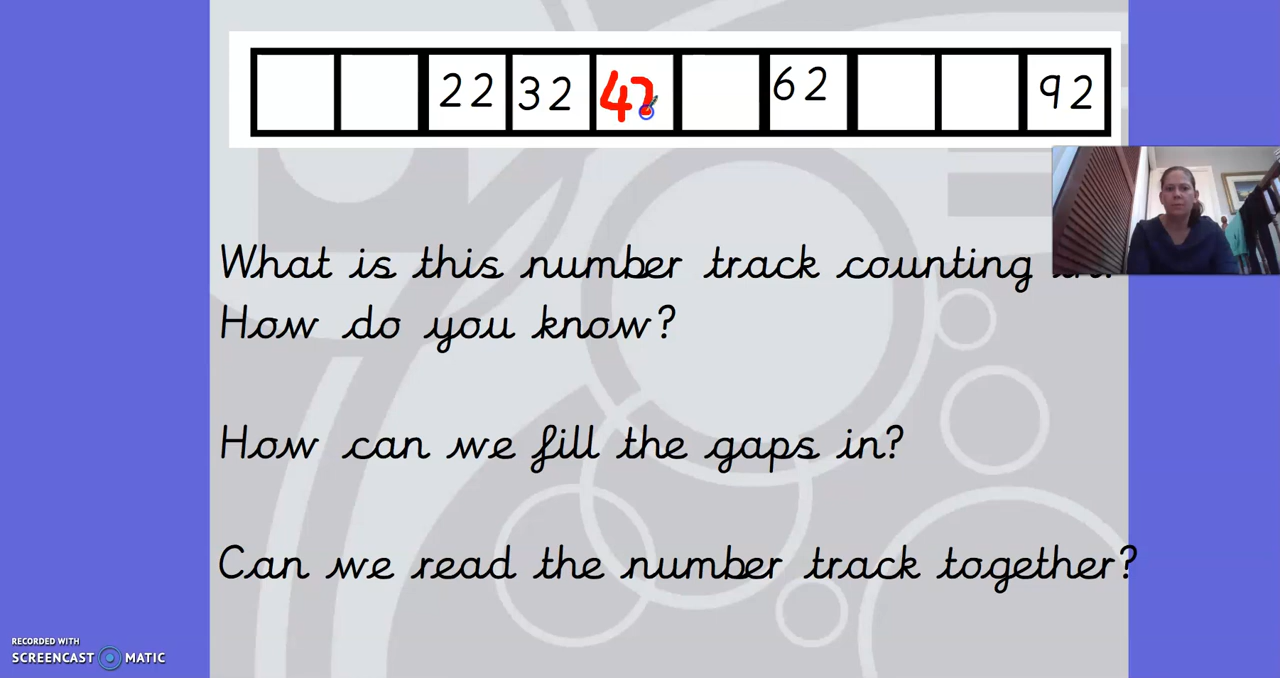 22 32 42 62 92
What is this number track counting
How do you know?
How can we fill the gaps in?
Can we read the number track together?
RECORDED WITH
SCREENCAST MATIC